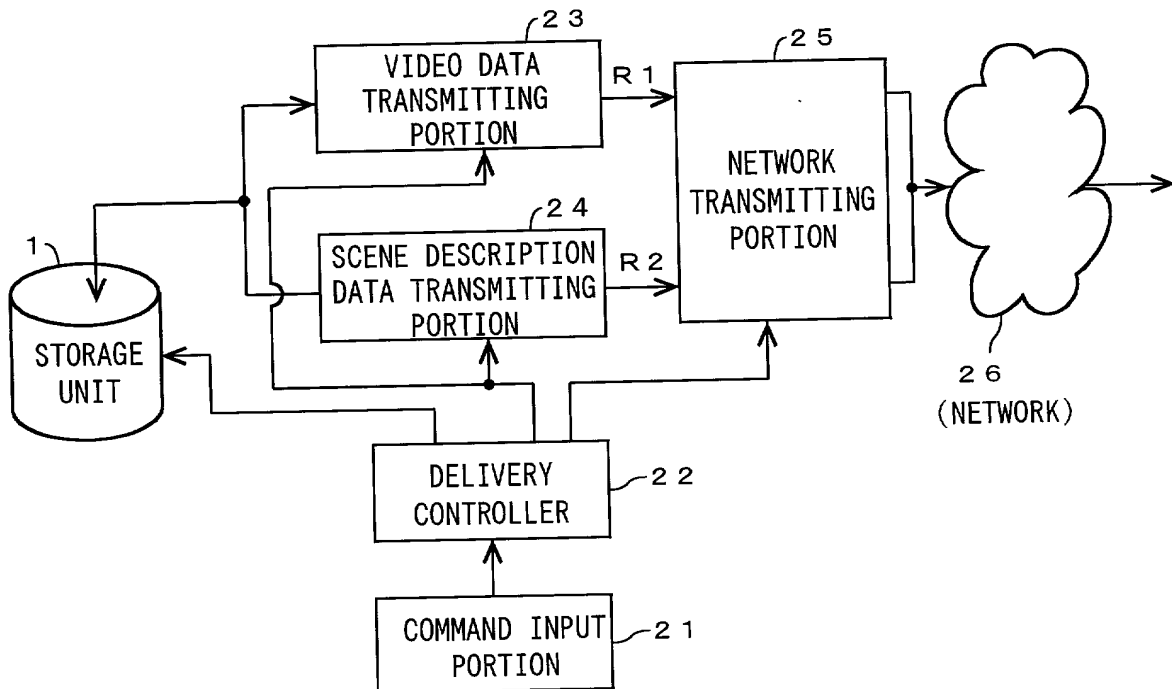 23
VIDEO DATA
TRANSMITTING
PORTION
R1
25
NETWORK
TRANSMITTING
PORTION
24
SCENE DESCRIPTION
DATA TRANSMITTING
PORTION
R2
1
STORAGE
UNIT
26
(NETWORK)
DELIVERY
CONTROLLER
22
COMMAND INPUT
PORTION
21